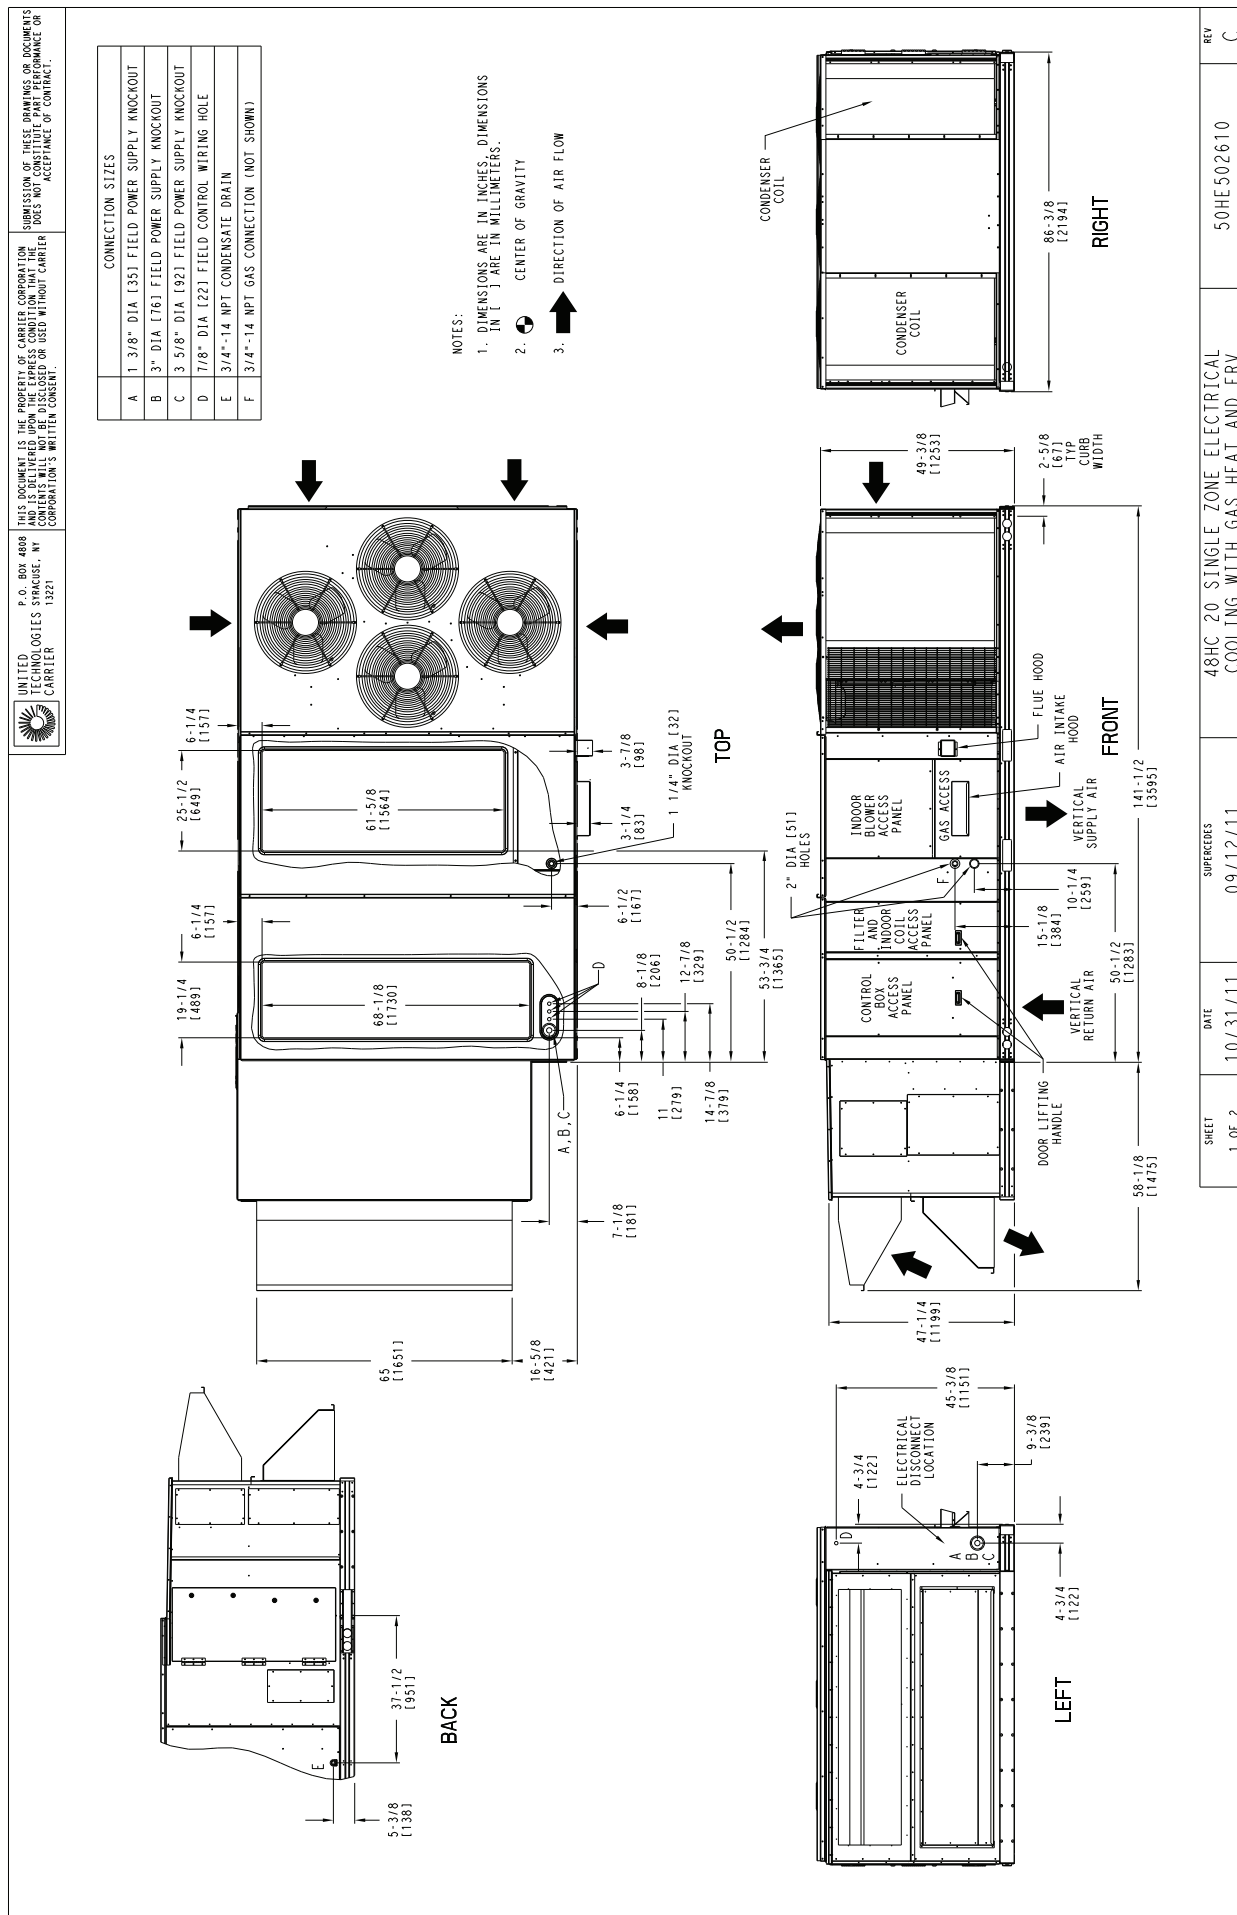 UNITED
TECHNOLOGIES
CARRIER
P.O. BOX 4808
SYRACUSE, NY
13221
THIS DOCUMENT IS THE PROPERTY OF CARRIER CORPORATION
AND IS DELIVERED UPON THE EXPRESS CONDITION THAT THE
CONTENTS WILL NOT BE DISCLOSED OR USED WITHOUT CARRIER
CORPORATION'S WRITTEN CONSENT.
SUBMISSION OF THESE DRAWINGS OR DOCUMENTS
DOES NOT CONSTITUTE PART PERFORMANCE OR
ACCEPTANCE OF CONTRACT.
CONNECTION SIZES
A 1 3/8" DIA [35] FIELD POWER SUPPLY KNOCKOUT
B 3" DIA [76] FIELD POWER SUPPLY KNOCKOUT
C 3 5/8" DIA [92] FIELD POWER SUPPLY KNOCKOUT
D 7/8" DIA [22] FIELD CONTROL WIRING HOLE
E 3/4"-14 NPT CONDENSATE DRAIN
F 3/4"-14 NPT GAS CONNECTION (NOT SHOWN)
NOTES:
1. DIMENSIONS ARE IN INCHES, DIMENSIONS
IN [ ] ARE IN MILLIMETERS.
2. CENTER OF GRAVITY
3. DIRECTION OF AIR FLOW
E
5-3/8
[138]
37-1/2
[951]
BACK
65
[1651]
16-5/8
[421]
7-1/8
[181]
19-1/4
[489]
6-1/4
[157]
25-1/2
[649]
6-1/4
[157]
68-1/8
[1730]
61-5/8
[1564]
A,B,C
D
6-1/4
[158]
11
[279]
14-7/8
[379]
8-1/8
[206]
12-7/8
[329]
6-1/2
[167]
50-1/2
[1284]
53-3/4
[1365]
3-1/4
[83]
3-7/8
[98]
1 1/4" DIA [32]
KNOCKOUT
TOP
D
4-3/4
[122]
ELECTRICAL
DISCONNECT
LOCATION
45-3/8
[1151]
9-3/8
[239]
A
B
C
4-3/4
[122]
LEFT
47-1/4
[1199]
58-1/8
[1475]
DOOR LIFTING
HANDLE
CONTROL
BOX
ACCESS
PANEL
VERTICAL
RETURN AIR
FILTER
AND
INDOOR
COIL
ACCESS
PANEL
2" DIA [51]
HOLES
F
15-1/8
[384]
10-1/4
[259]
50-1/2
[1283]
INDOOR
BLOWER
ACCESS
PANEL
GAS ACCESS
VERTICAL
SUPPLY AIR
AIR INTAKE
HOOD
FLUE HOOD
141-1/2
[3595]
FRONT
49-3/8
[1253]
2-5/8
[67]
TYP
CURB
WIDTH
CONDENSER
COIL
CONDENSER
COIL
86-3/8
[2194]
RIGHT
SHEET
1 OF 2
DATE
10/31/11
SUPERCEDES
09/12/11
48HC 20 SINGLE ZONE ELECTRICAL
COOLING WITH GAS HEAT AND ERV
50HE502610
REV
C